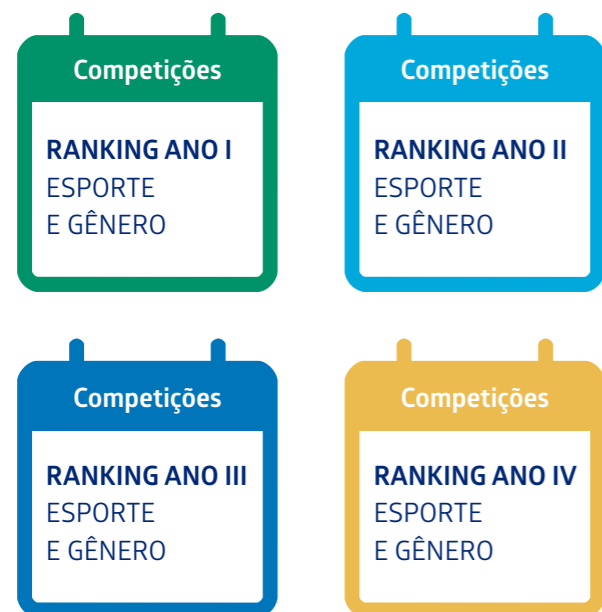 Competições
RANKING ANO I
ESPORTE
E GÊNERO
Competições
RANKING ANO II
ESPORTE
E GÊNERO
Competições
RANKING ANO III
ESPORTE
E GÊNERO
Competições
RANKING ANO IV
ESPORTE
E GÊNERO